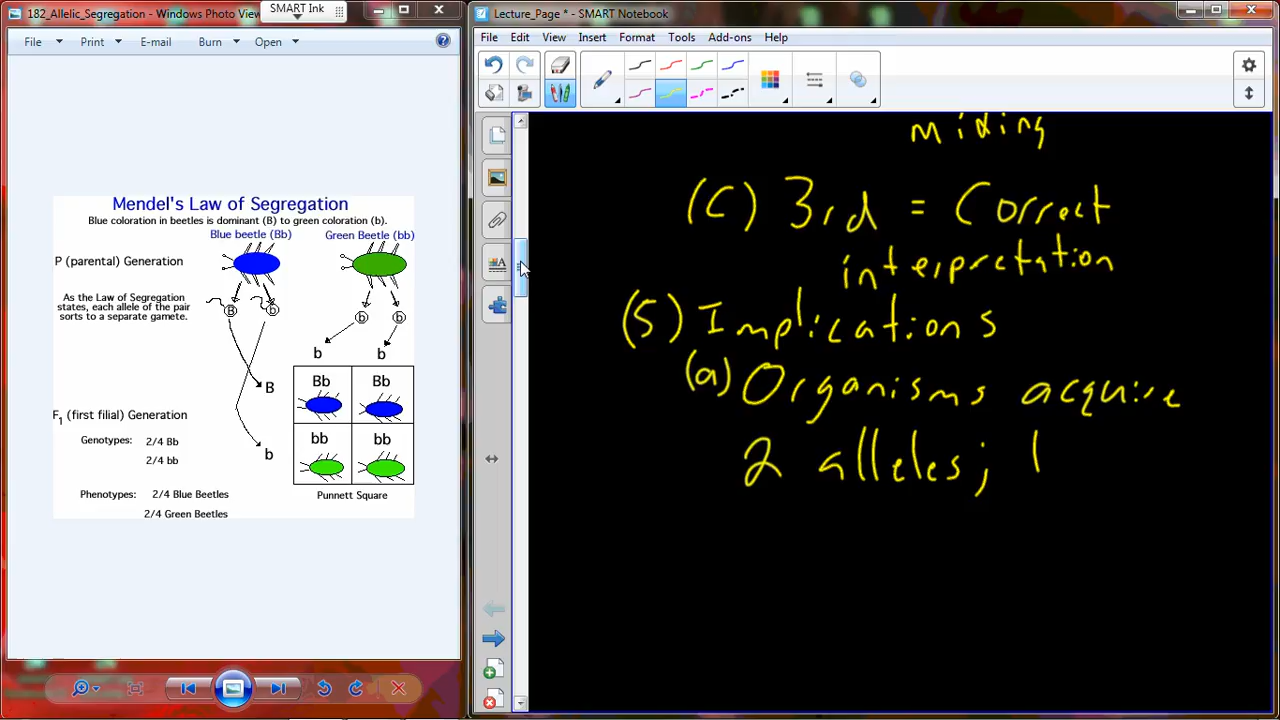 182_Allelic_Segregation - Windows Photo View
SMART Ink
File Print E-mail Burn Open
Mendel's Law of Segregation
Blue coloration in beetles is dominant (B) to green coloration (b).
Blue beetle (Bb) Green Beetle (bb)
P (parental) Generation
As the Law of Segregation
states, each allele of the pair
sorts to a separate gamete.
B b b b
b b
B
Bb Bb
F1 (first filial) Generation
Genotypes: 2/4 Bb
2/4 bb
bb bb
b
Phenotypes: 2/4 Blue Beetles
2/4 Green Beetles
Punnett Square
Lecture_Page * - SMART Notebook
File Edit View Insert Format Tools Add-ons Help
mixing
(C) 3rd = Correct
interpretation
(5) Implications
(a) Organisms acquire
2 alleles; 1